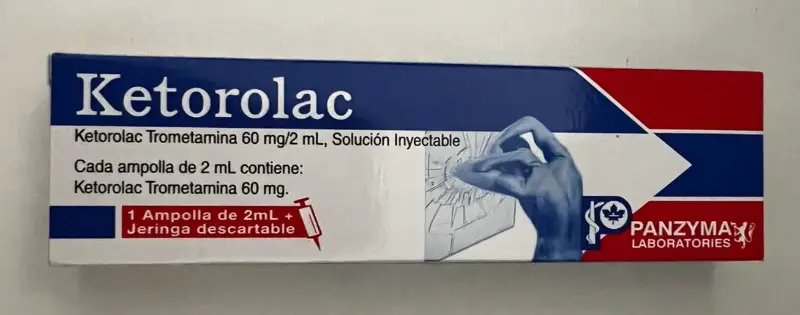 Ketorolac
Ketorolac Trometamina 60 mg/2 mL, Solución Inyectable
Cada ampolla de 2 mL contiene:
Ketorolac Trometamina 60 mg.
1 Ampolla de 2mL +
Jeringa descartable
PANZYMA
LABORATORIES